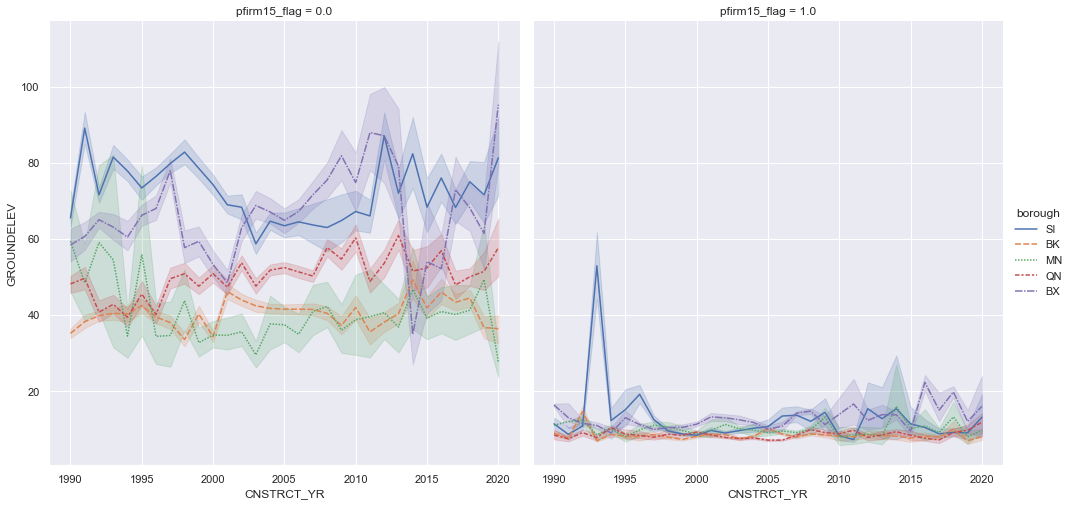 pfirm15_flag = 0.0
pfirm15_flag = 1.0
GROUNDELEV
100
80
60
40
20
borough
SI
BK
MN
QN
BX
1990 1995 2000 2005 2010 2015 2020
1990 1995 2000 2005 2010 2015 2020
CNSTRCT_YR
CNSTRCT_YR